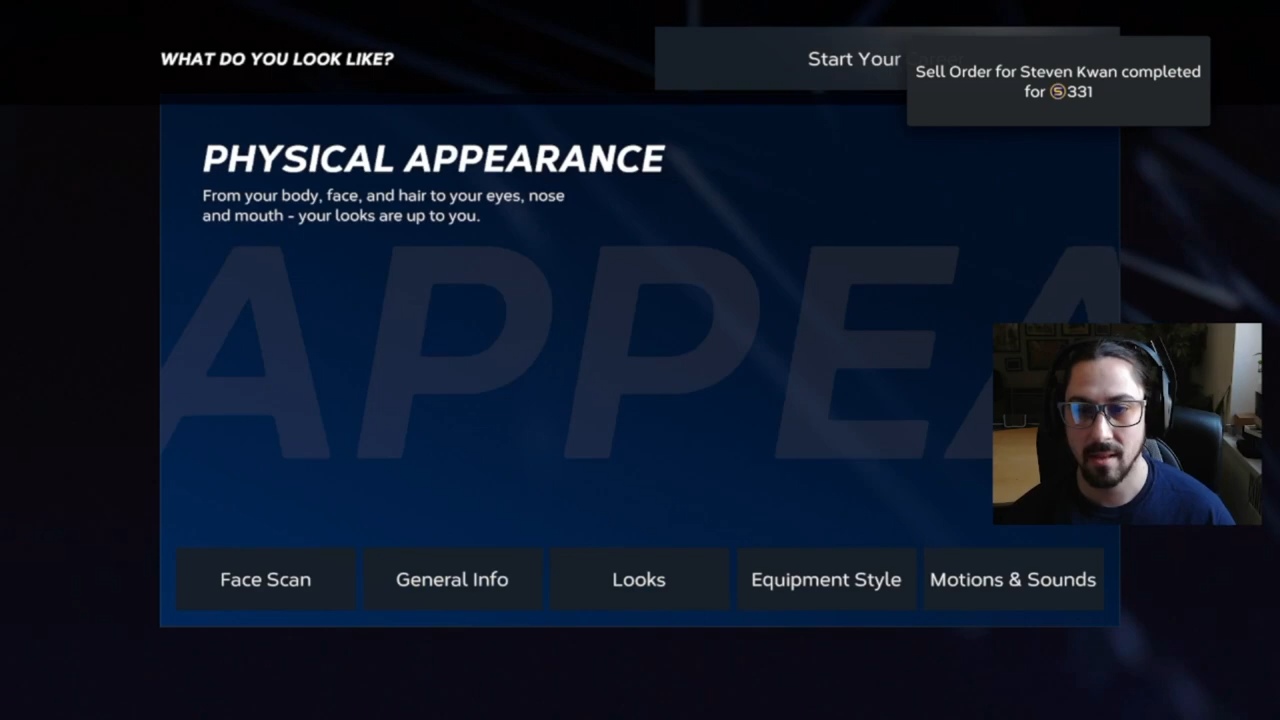 WHAT DO YOU LOOK LIKE?
Start Your
Sell Order for Steven Kwan completed
for Ⓢ331
PHYSICAL APPEARANCE
From your body, face, and hair to your eyes, nose
and mouth - your looks are up to you.
APPEA
Face Scan
General Info
Looks
Equipment Style
Motions & Sounds